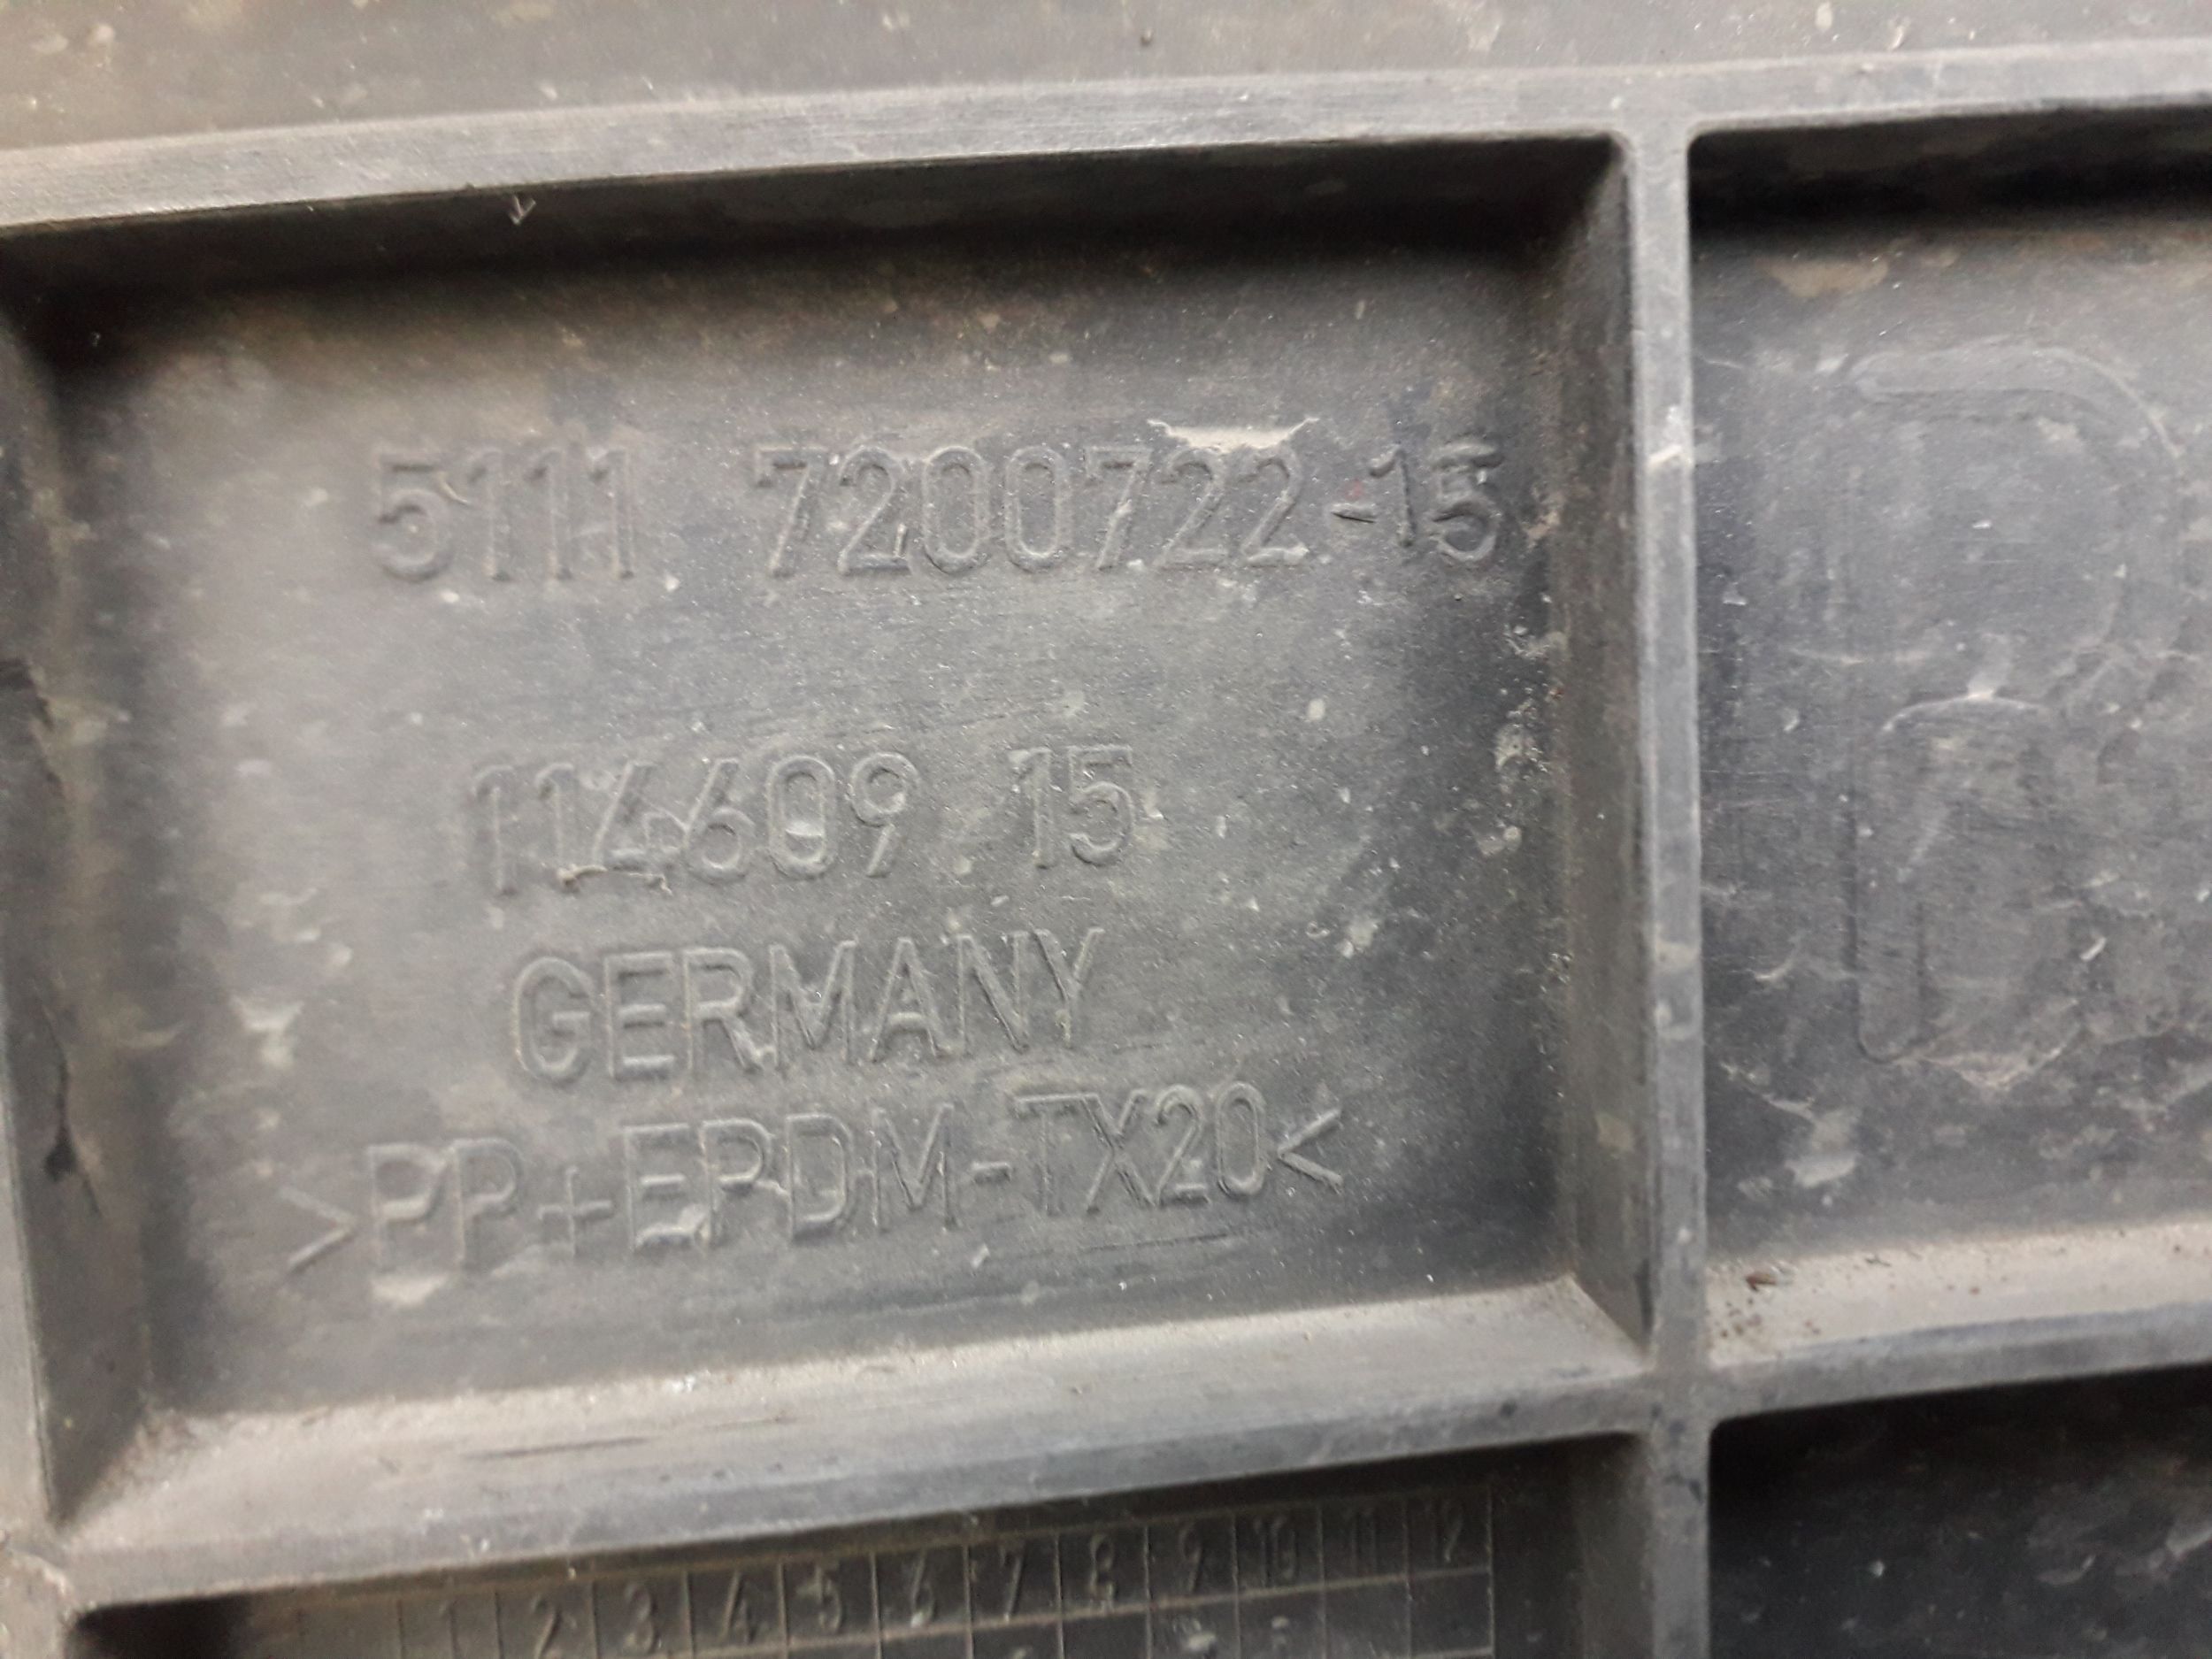 5111 7200722-15
114609 15
GERMANY
>PP+EPDM-TX20<
1 2 3 4 5 6 7 8 9 10 11 12
R